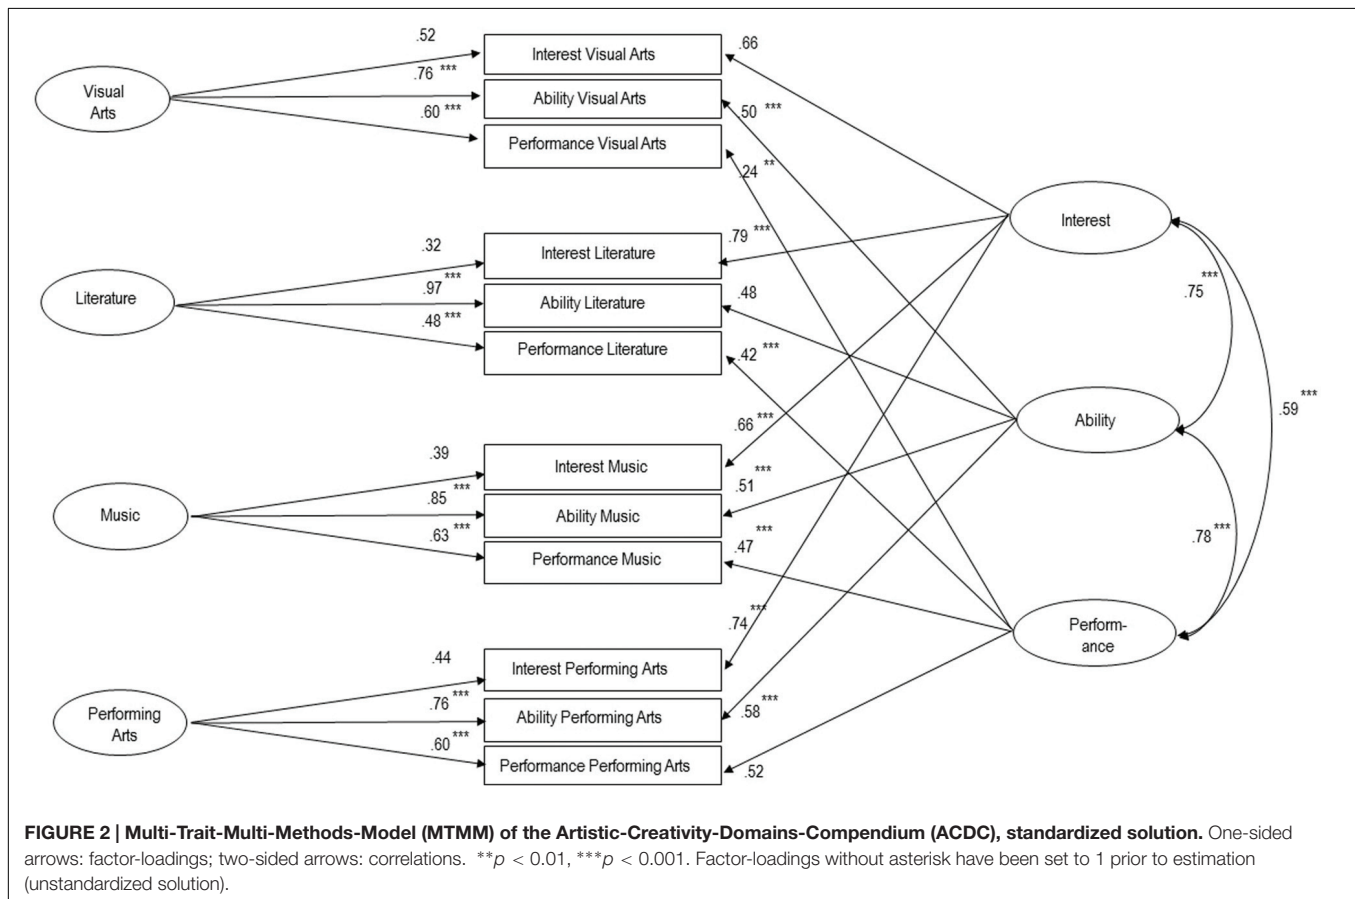 .52
Interest Visual Arts
.66
.76 ***
Visual
Arts
Ability Visual Arts
.50 ***
.60 ***
Performance Visual Arts
.24 **
Interest
.32
Interest Literature
.79 ***
.97 ***
Literature
Ability Literature
.48
.75 ***
.48 ***
Performance Literature
.42 ***
.59 ***
Ability
.39
Interest Music
.66 ***
.85 ***
Music
Ability Music
.51 ***
.63 ***
Performance Music
.47 ***
.78 ***
Perform-
ance
.44
Interest Performing Arts
.74 ***
.76 ***
Performing
Arts
Ability Performing Arts
.58 ***
.60 ***
Performance Performing Arts
.52
FIGURE 2 | Multi-Trait-Multi-Methods-Model (MTMM) of the Artistic-Creativity-Domains-Compendium (ACDC), standardized solution. One-sided
arrows: factor-loadings; two-sided arrows: correlations. **p < 0.01, ***p < 0.001. Factor-loadings without asterisk have been set to 1 prior to estimation
(unstandardized solution).